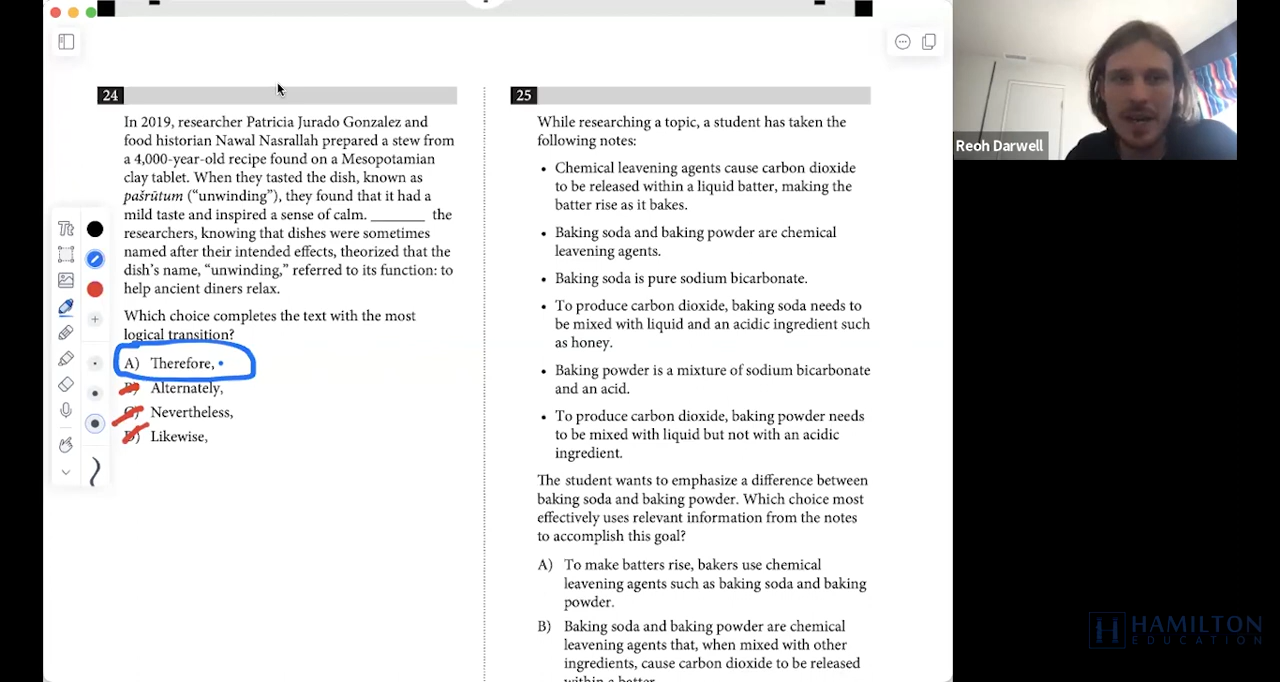 24
In 2019, researcher Patricia Jurado Gonzalez and
food historian Nawal Nasrallah prepared a stew from
a 4,000-year-old recipe found on a Mesopotamian
clay tablet. When they tasted the dish, known as
pašrūtum (“unwinding”), they found that it had a
mild taste and inspired a sense of calm. _______ the
researchers, knowing that dishes were sometimes
named after their intended effects, theorized that the
dish’s name, “unwinding,” referred to its function: to
help ancient diners relax.
Which choice completes the text with the most
logical transition?
A) Therefore,
B) Alternately,
C) Nevertheless,
D) Likewise,
25
While researching a topic, a student has taken the
following notes:
• Chemical leavening agents cause carbon dioxide
to be released within a liquid batter, making the
batter rise as it bakes.
• Baking soda and baking powder are chemical
leavening agents.
• Baking soda is pure sodium bicarbonate.
• To produce carbon dioxide, baking soda needs to
be mixed with liquid and an acidic ingredient such
as honey.
• Baking powder is a mixture of sodium bicarbonate
and an acid.
• To produce carbon dioxide, baking powder needs
to be mixed with liquid but not with an acidic
ingredient.
The student wants to emphasize a difference between
baking soda and baking powder. Which choice most
effectively uses relevant information from the notes
to accomplish this goal?
A) To make batters rise, bakers use chemical
leavening agents such as baking soda and baking
powder.
B) Baking soda and baking powder are chemical
leavening agents that, when mixed with other
ingredients, cause carbon dioxide to be released
within a batter.
Reoh Darwell
HAMILTON
EDUCATION